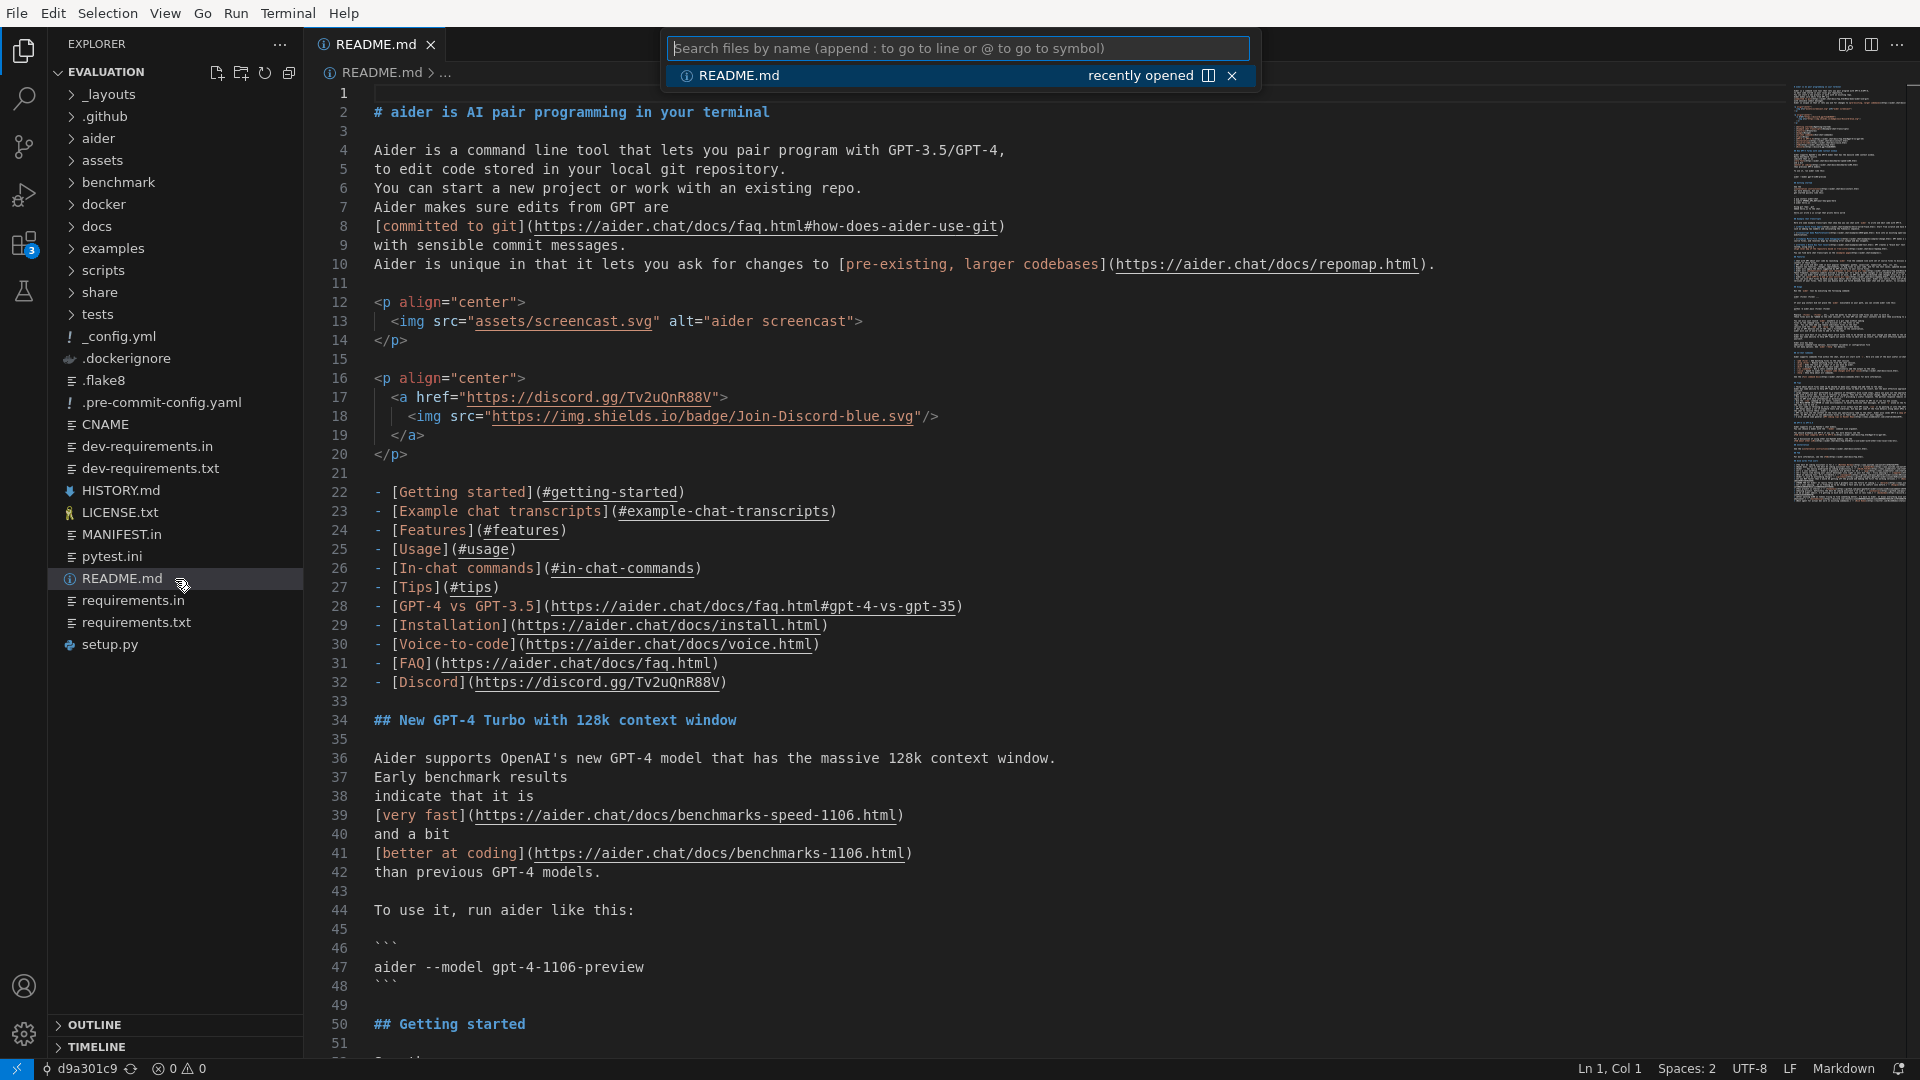 File Edit Selection View Go Run Terminal Help
EXPLORER
EVALUATION
_layouts
.github
aider
assets
benchmark
docker
docs
examples
scripts
share
tests
_config.yml
.dockerignore
.flake8
.pre-commit-config.yaml
CNAME
dev-requirements.in
dev-requirements.txt
HISTORY.md
LICENSE.txt
MANIFEST.in
pytest.ini
README.md
requirements.in
requirements.txt
setup.py
OUTLINE
TIMELINE
3
README.md
README.md > ...
Search files by name (append : to go to line or @ to go to symbol)
README.md recently opened
1
2 # aider is AI pair programming in your terminal
3
4 Aider is a command line tool that lets you pair program with GPT-3.5/GPT-4,
5 to edit code stored in your local git repository.
6 You can start a new project or work with an existing repo.
7 Aider makes sure edits from GPT are
8 [committed to git](https://aider.chat/docs/faq.html#how-does-aider-use-git)
9 with sensible commit messages.
10 Aider is unique in that it lets you ask for changes to [pre-existing, larger codebases](https://aider.chat/docs/repomap.html).
11
12 <p align="center">
13 <img src="assets/screencast.svg" alt="aider screencast">
14 </p>
15
16 <p align="center">
17 <a href="https://discord.gg/Tv2uQnR88V">
18 <img src="https://img.shields.io/badge/Join-Discord-blue.svg"/>
19 </a>
20 </p>
21
22 - [Getting started](#getting-started)
23 - [Example chat transcripts](#example-chat-transcripts)
24 - [Features](#features)
25 - [Usage](#usage)
26 - [In-chat commands](#in-chat-commands)
27 - [Tips](#tips)
28 - [GPT-4 vs GPT-3.5](https://aider.chat/docs/faq.html#gpt-4-vs-gpt-35)
29 - [Installation](https://aider.chat/docs/install.html)
30 - [Voice-to-code](https://aider.chat/docs/voice.html)
31 - [FAQ](https://aider.chat/docs/faq.html)
32 - [Discord](https://discord.gg/Tv2uQnR88V)
33
34 ## New GPT-4 Turbo with 128k context window
35
36 Aider supports OpenAI's new GPT-4 model that has the massive 128k context window.
37 Early benchmark results
38 indicate that it is
39 [very fast](https://aider.chat/docs/benchmarks-speed-1106.html)
40 and a bit
41 [better at coding](https://aider.chat/docs/benchmarks-1106.html)
42 than previous GPT-4 models.
43
44 To use it, run aider like this:
45
46 ```
47 aider --model gpt-4-1106-preview
48 ```
49
50 ## Getting started
51
d9a301c9 0 0
Ln 1, Col 1 Spaces: 2 UTF-8 LF Markdown